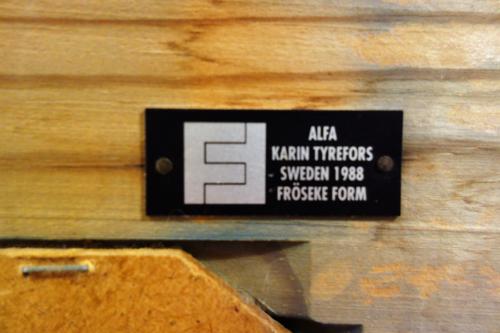 ALFA
KARIN TYREFORS
SWEDEN 1988
FRÖSEKE FORM